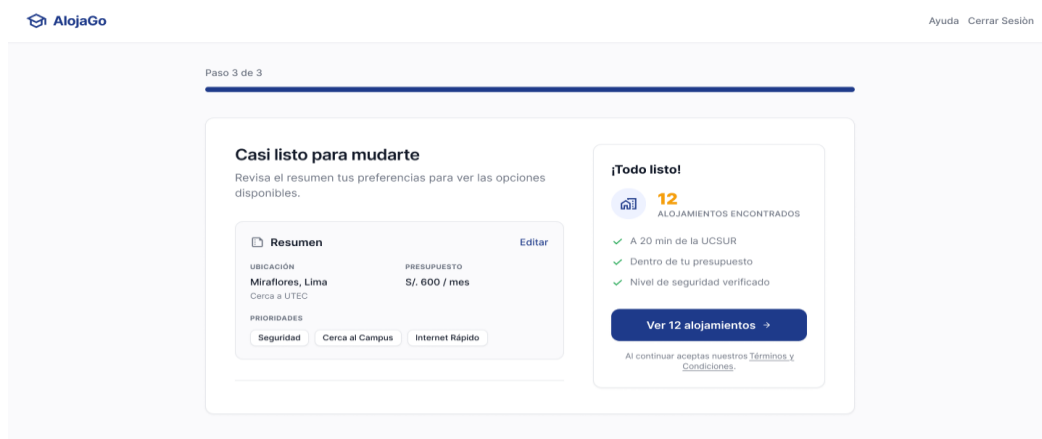 AlojaGo
Ayuda Cerrar Sesiòn
Paso 3 de 3
Casi listo para mudarte
Revisa el resumen tus preferencias para ver las opciones
disponibles.
Resumen
Editar
UBICACIÓN
Miraflores, Lima
Cerca a UTEC
PRESUPUESTO
S/. 600 / mes
PRIORIDADES
Seguridad
Cerca al Campus
Internet Rápido
¡Todo listo!
12
ALOJAMIENTOS ENCONTRADOS
A 20 min de la UCSUR
Dentro de tu presupuesto
Nivel de seguridad verificado
Ver 12 alojamientos →
Al continuar aceptas nuestros Términos y
Condiciones.